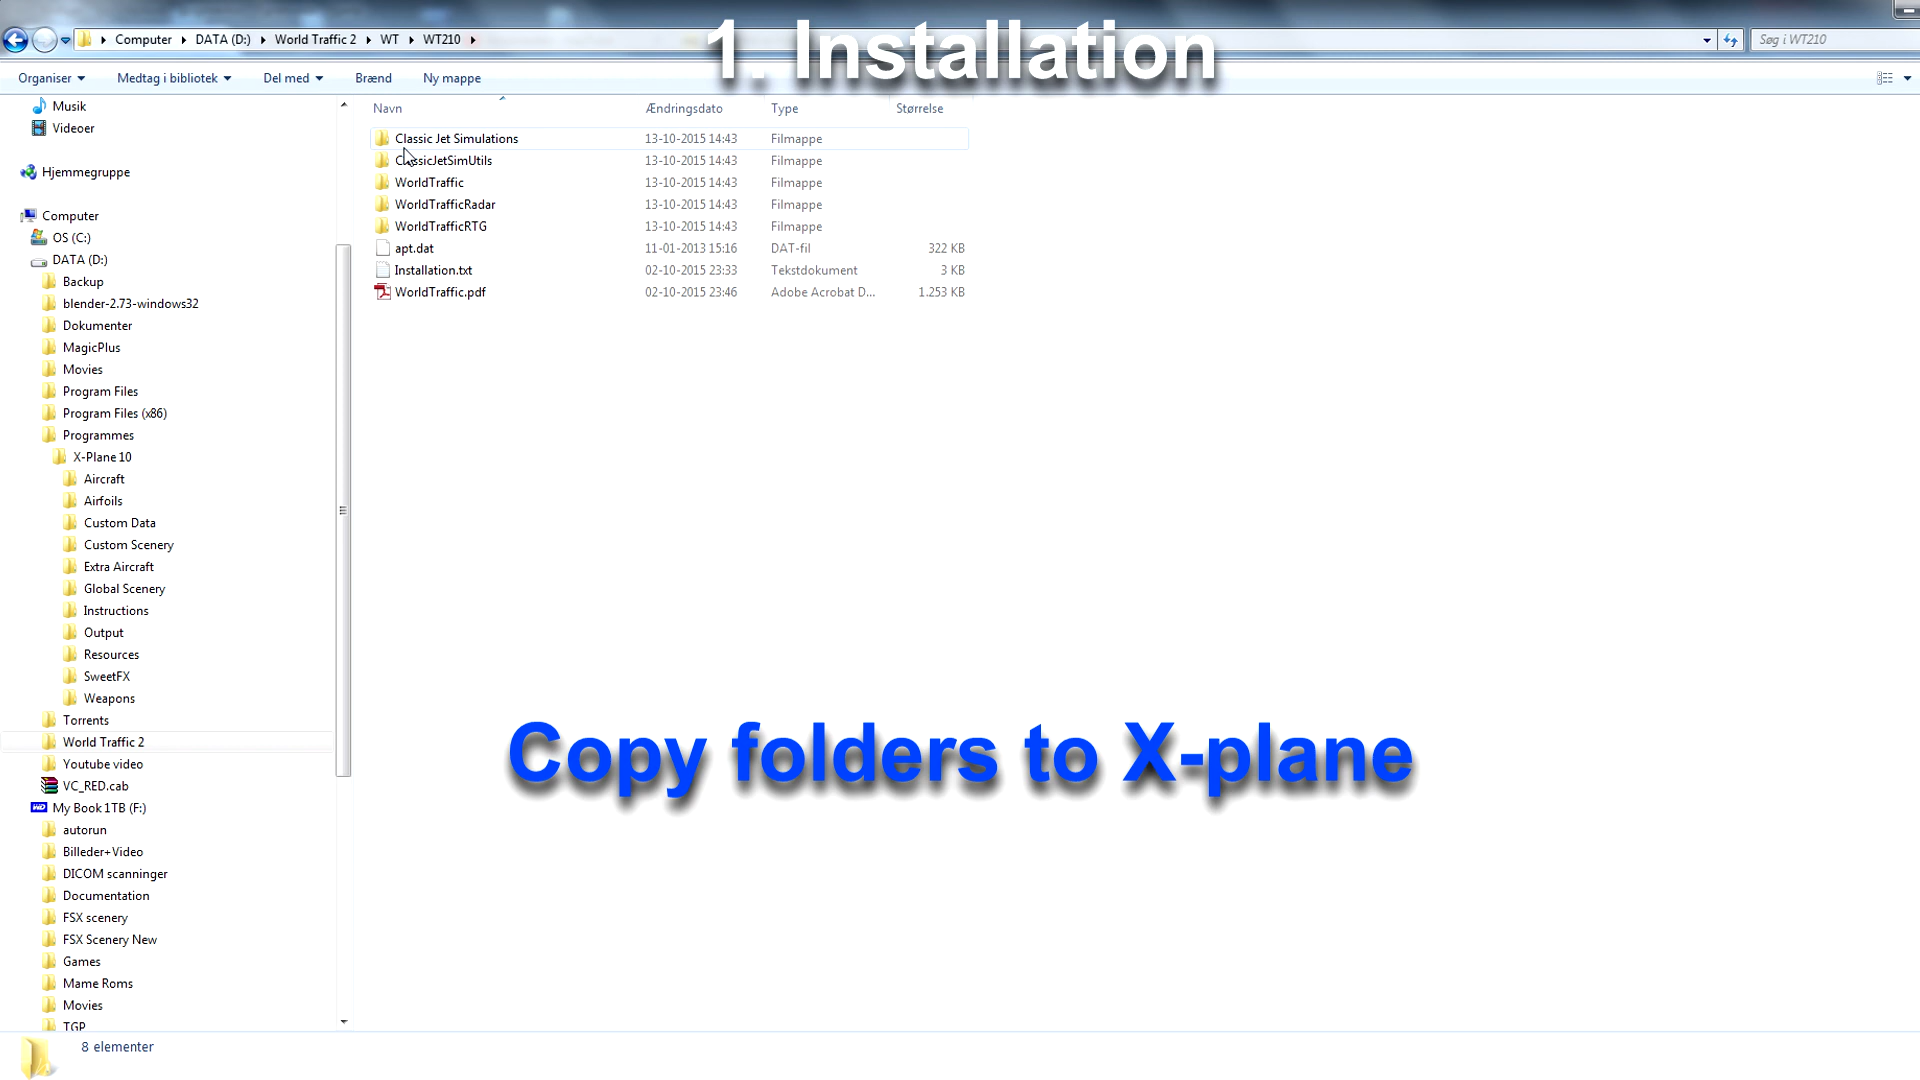 1. Installation
Computer DATA (D:) World Traffic 2 WT WT210
Søg i WT210
Organiser Medtag i bibliotek Del med Brænd Ny mappe
Musik
Videoer
Hjemmegruppe
Computer
OS (C:)
DATA (D:)
Backup
blender-2.73-windows32
Dokumenter
MagicPlus
Movies
Program Files
Program Files (x86)
Programmes
X-Plane 10
Aircraft
Airfoils
Custom Data
Custom Scenery
Extra Aircraft
Global Scenery
Instructions
Output
Resources
SweetFX
Weapons
Torrents
World Traffic 2
Youtube video
VC_RED.cab
My Book 1TB (F:)
autorun
Billeder+Video
DICOM scanninger
Documentation
FSX scenery
FSX Scenery New
Games
Mame Roms
Movies
TGP
Navn Ændringsdato Type Størrelse
Classic Jet Simulations 13-10-2015 14:43 Filmappe
ClassicJetSimUtils 13-10-2015 14:43 Filmappe
WorldTraffic 13-10-2015 14:43 Filmappe
WorldTrafficRadar 13-10-2015 14:43 Filmappe
WorldTrafficRTG 13-10-2015 14:43 Filmappe
apt.dat 11-01-2013 15:16 DAT-fil 322 KB
Installation.txt 02-10-2015 23:33 Tekstdokument 3 KB
WorldTraffic.pdf 02-10-2015 23:46 Adobe Acrobat D... 1.253 KB
Copy folders to X-plane
8 elementer